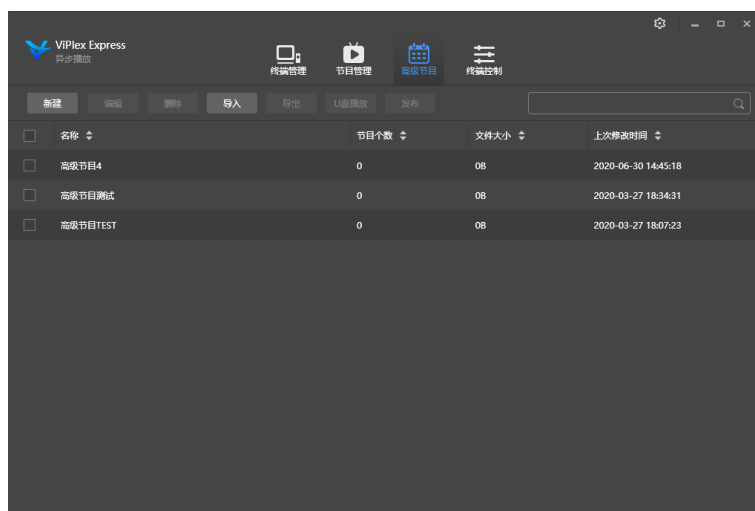 ViPlex Express
异步播放
终端管理 节目管理 高级节目 终端控制
新建 编辑 删除 导入 导出 U盘播放 发布
名称 节目个数 文件大小 上次修改时间
高级节目4 0 0B 2020-06-30 14:45:18
高级节目测试 0 0B 2020-03-27 18:34:31
高级节目TEST 0 0B 2020-03-27 18:07:23